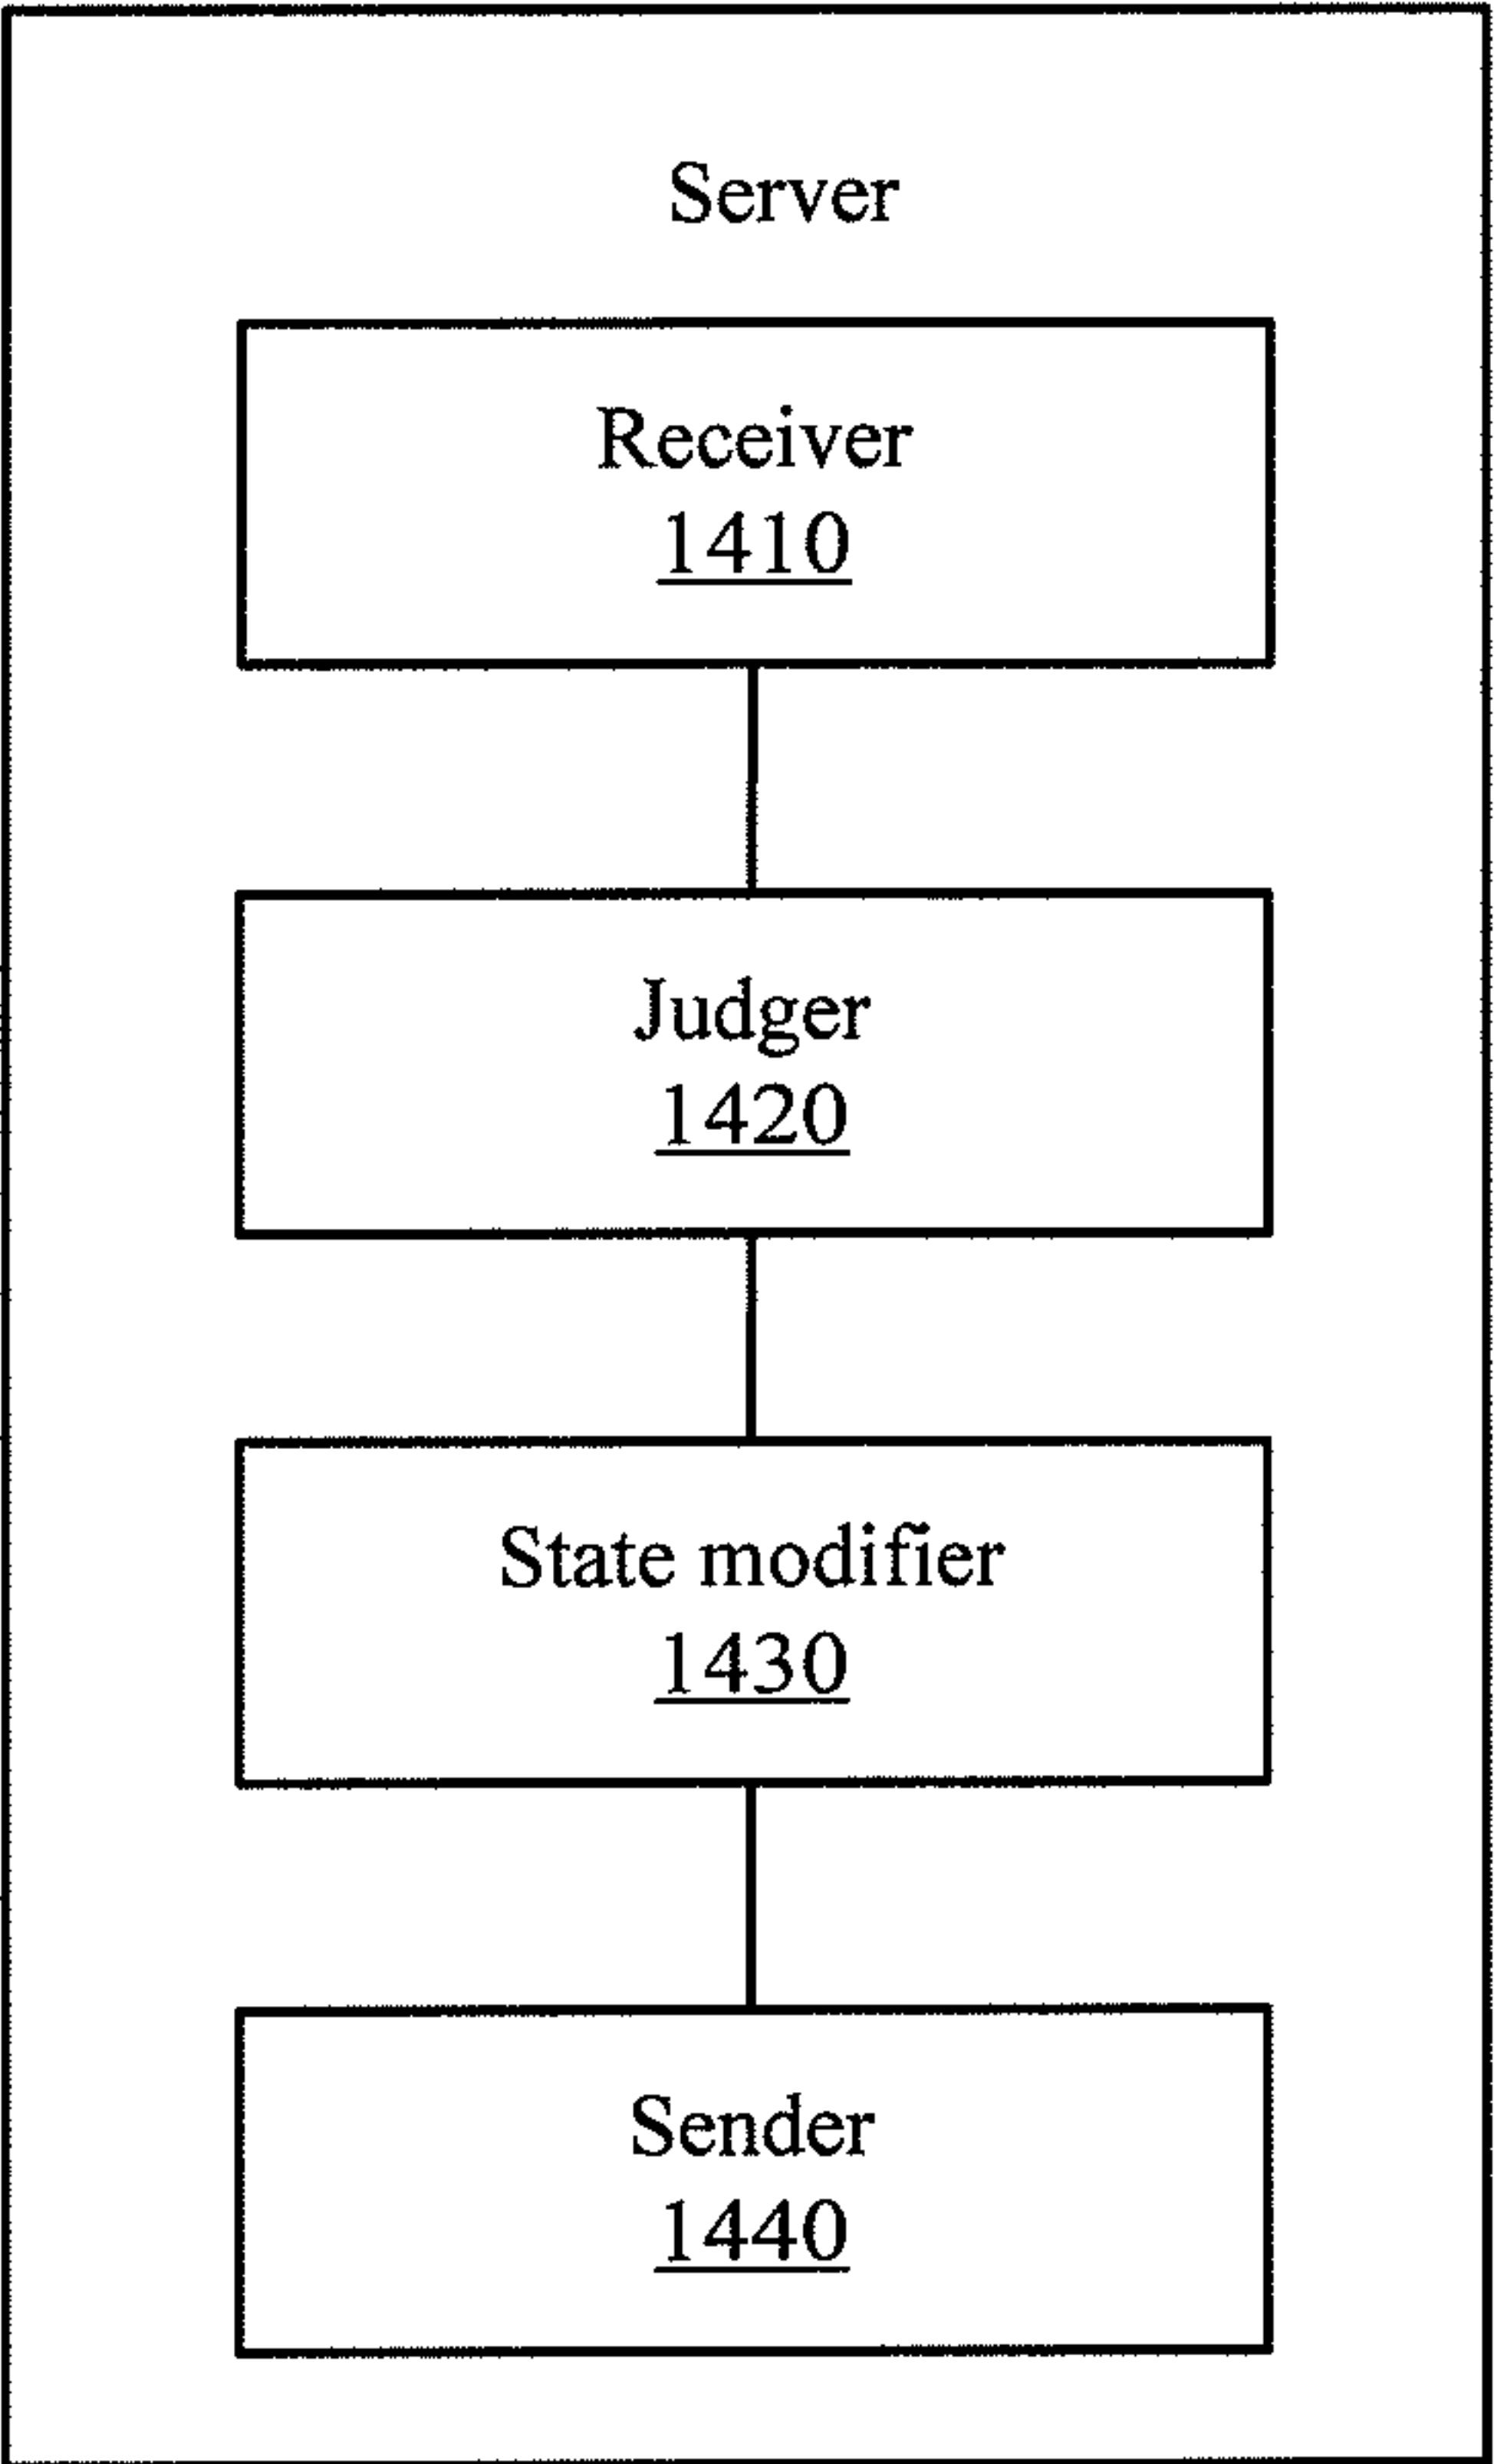 Server
Receiver
1410
Judger
1420
State modifier
1430
Sender
1440